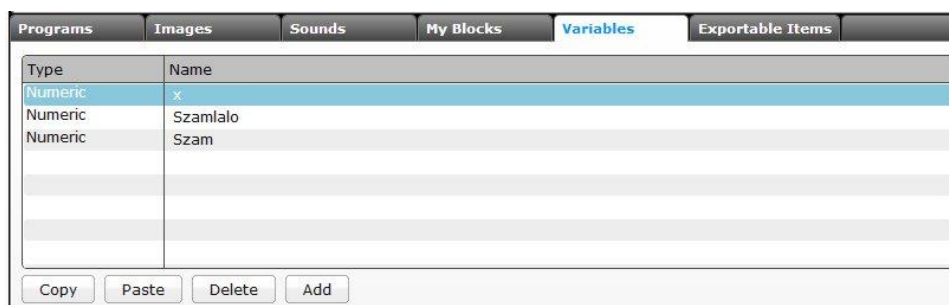 Programs Images Sounds My Blocks Variables Exportable Items
Type Name
Numeric x
Numeric Szamlalo
Numeric Szam
Copy Paste Delete Add